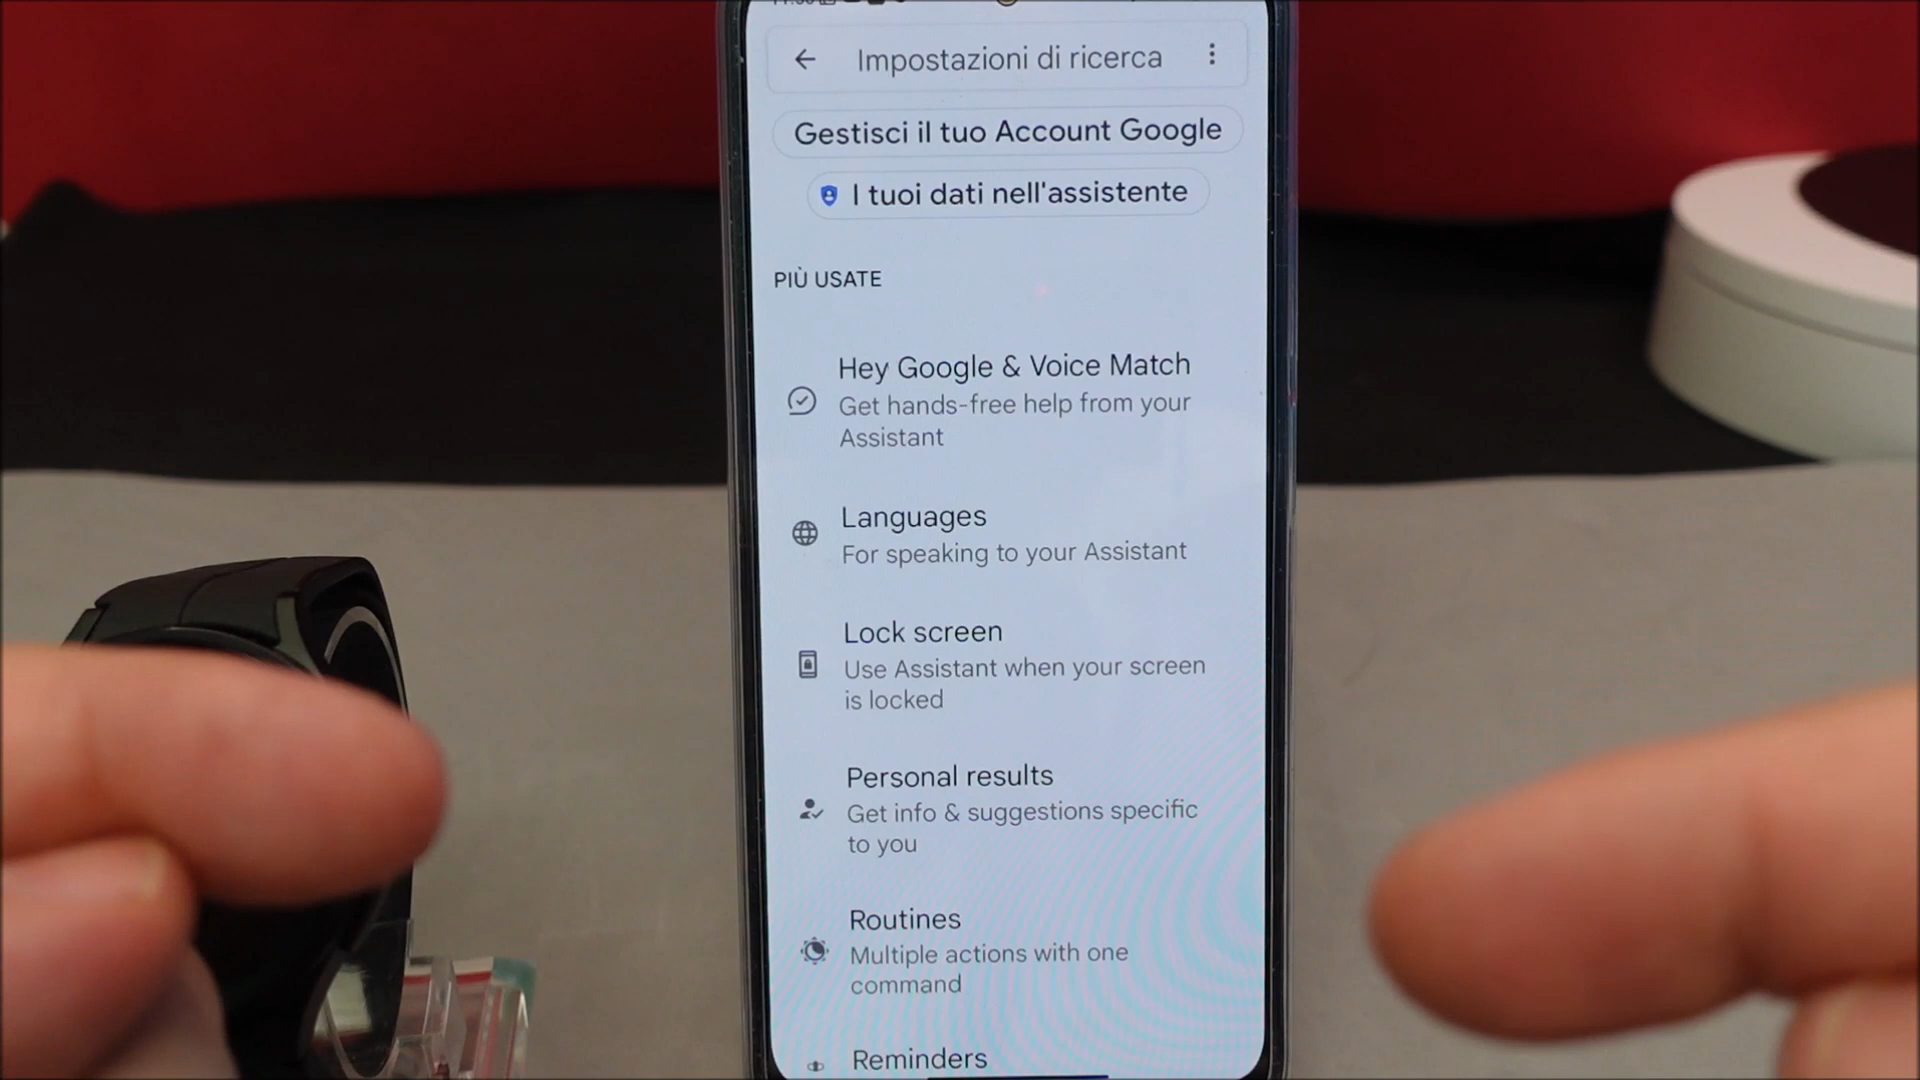 Impostazioni di ricerca
Gestisci il tuo Account Google
I tuoi dati nell'assistente
PIÙ USATE
Hey Google & Voice Match
Get hands-free help from your
Assistant
Languages
For speaking to your Assistant
Lock screen
Use Assistant when your screen
is locked
Personal results
Get info & suggestions specific
to you
Routines
Multiple actions with one
command
Reminders